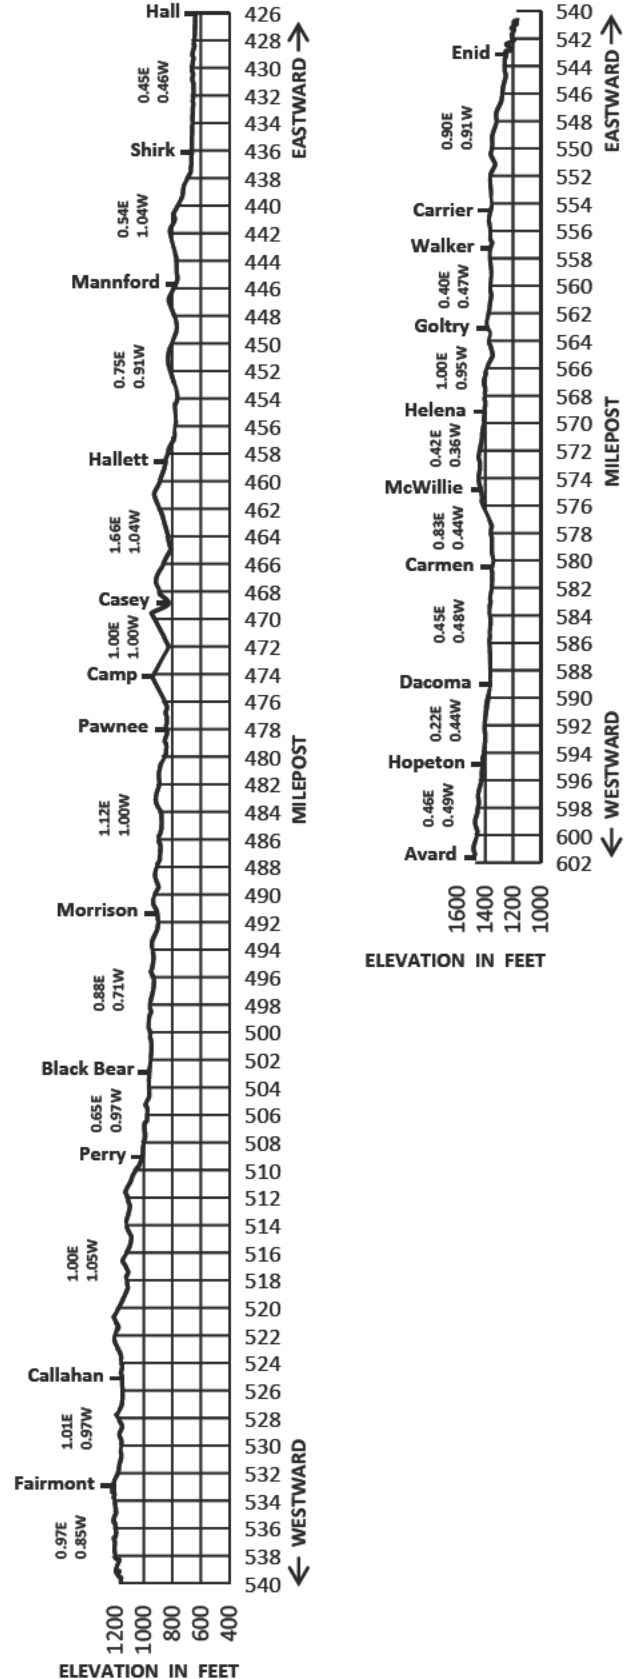 Hall
426
428
430
432
434
436
438
440
442
444
446
448
450
452
454
456
458
460
462
464
466
468
470
472
474
476
478
480
482
484
486
488
490
492
494
496
498
500
502
504
506
508
510
512
514
516
518
520
522
524
526
528
530
532
534
536
538
540
Shirk
Mannford
Hallett
Casey
Camp
Pawnee
Morrison
Black Bear
Perry
Callahan
Fairmont
0.45E
0.46W
0.54E
1.04W
0.75E
0.91W
1.66E
1.04W
1.00E
1.00W
1.12E
1.00W
0.88E
0.71W
0.65E
0.97W
1.00E
1.05W
1.01E
0.97W
0.97E
0.85W
EASTWARD
MILEPOST
WESTWARD
1200
1000
800
600
400
ELEVATION IN FEET
540
542
544
546
548
550
552
554
556
558
560
562
564
566
568
570
572
574
576
578
580
582
584
586
588
590
592
594
596
598
600
602
Enid
Carrier
Walker
Goltry
Helena
McWillie
Carmen
Dacoma
Hopeton
Avard
0.90E
0.91W
0.40E
0.47W
1.00E
0.95W
0.42E
0.36W
0.83E
0.44W
0.45E
0.48W
0.22E
0.44W
0.46E
0.49W
EASTWARD
MILEPOST
WESTWARD
1600
1400
1200
1000
ELEVATION IN FEET